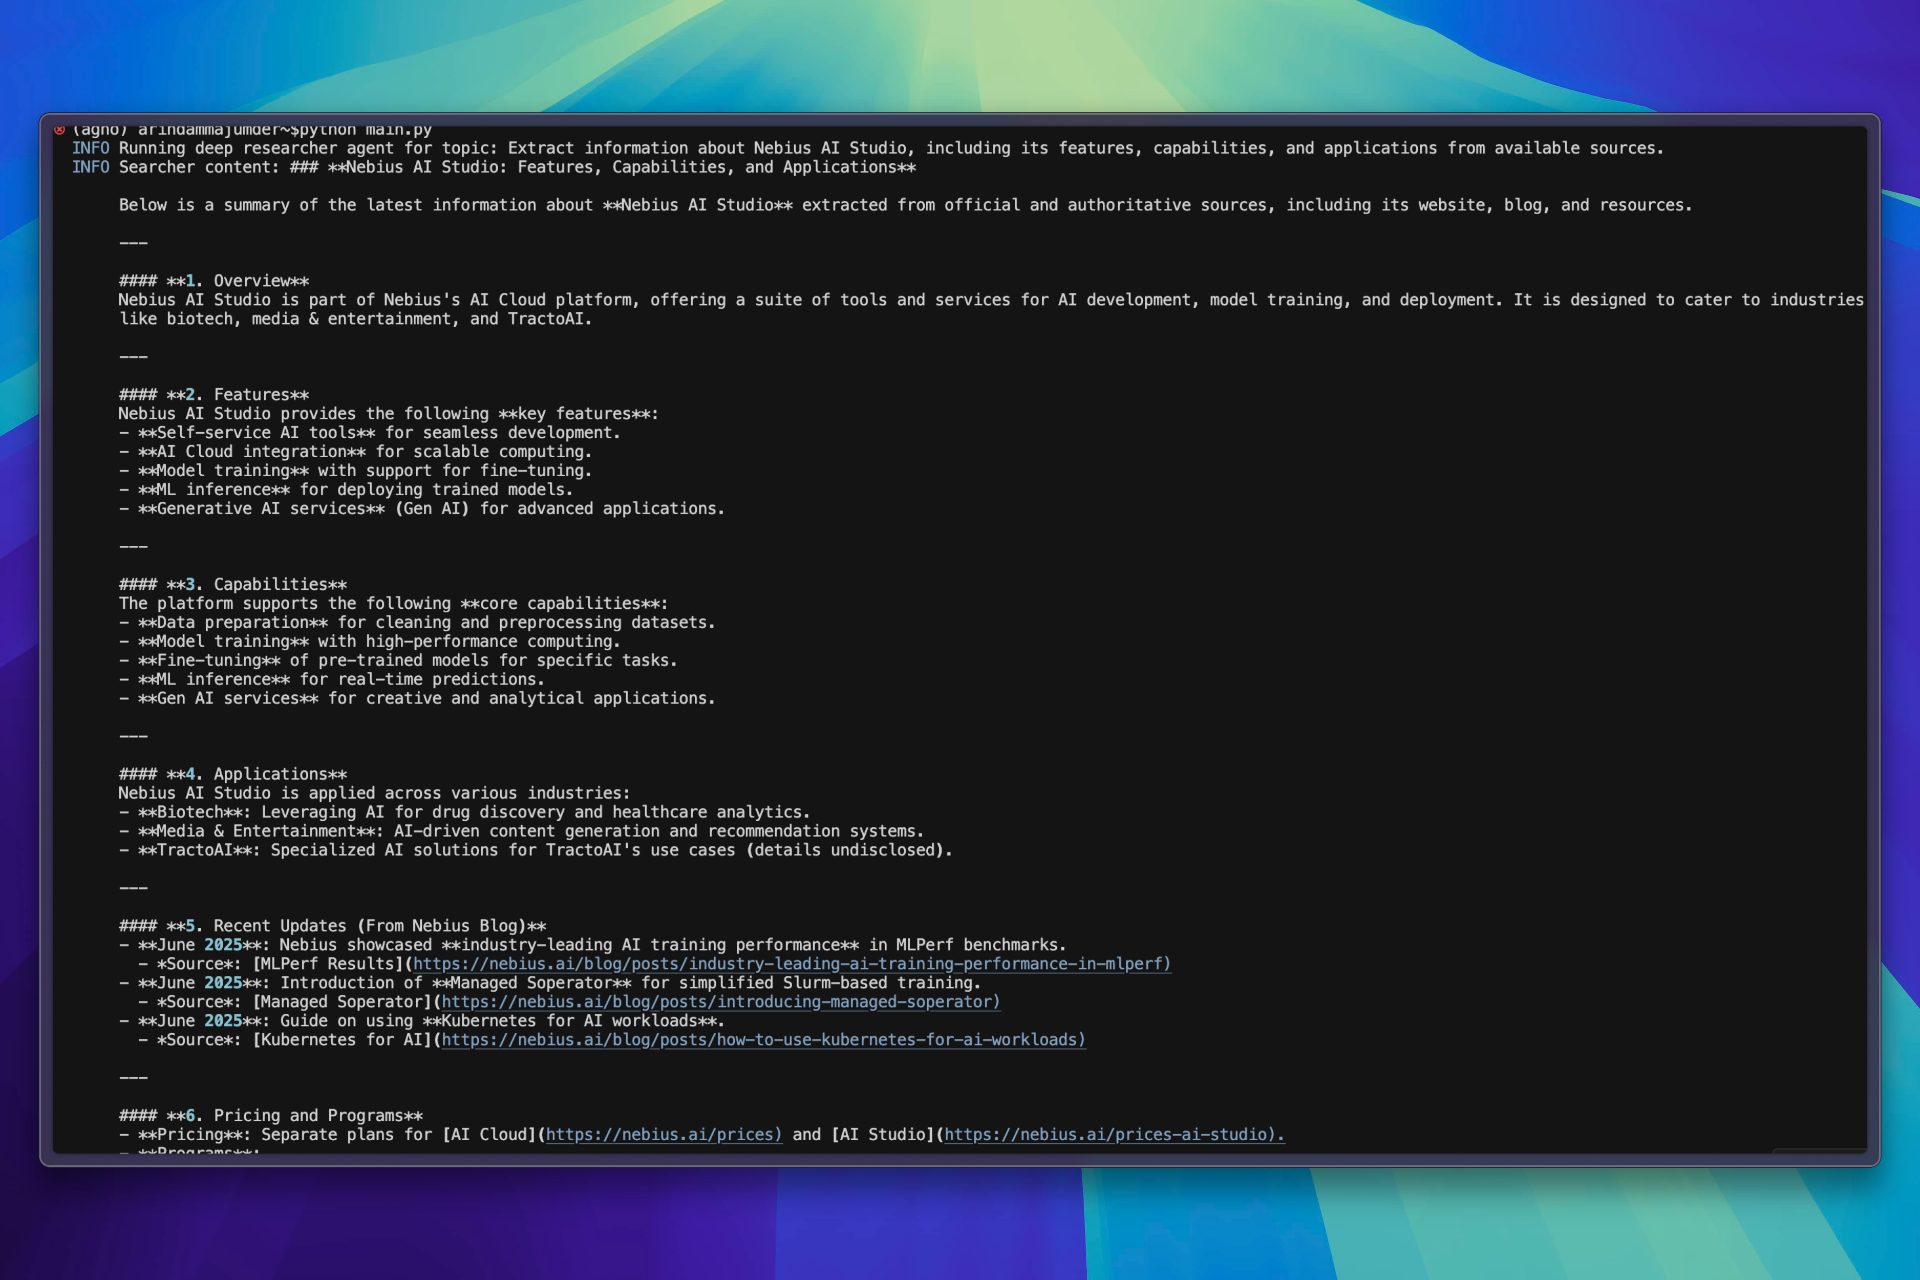 (agno) arindammajumder~$python main.py
INFO Running deep researcher agent for topic: Extract information about Nebius AI Studio, including its features, capabilities, and applications from available sources.
INFO Searcher content: ### **Nebius AI Studio: Features, Capabilities, and Applications**
Below is a summary of the latest information about **Nebius AI Studio** extracted from official and authoritative sources, including its website, blog, and resources.
---
#### **1. Overview**
Nebius AI Studio is part of Nebius's AI Cloud platform, offering a suite of tools and services for AI development, model training, and deployment. It is designed to cater to industries
like biotech, media & entertainment, and TractoAI.
---
#### **2. Features**
Nebius AI Studio provides the following **key features**:
- **Self-service AI tools** for seamless development.
- **AI Cloud integration** for scalable computing.
- **Model training** with support for fine-tuning.
- **ML inference** for deploying trained models.
- **Generative AI services** (Gen AI) for advanced applications.
---
#### **3. Capabilities**
The platform supports the following **core capabilities**:
- **Data preparation** for cleaning and preprocessing datasets.
- **Model training** with high-performance computing.
- **Fine-tuning** of pre-trained models for specific tasks.
- **ML inference** for real-time predictions.
- **Gen AI services** for creative and analytical applications.
---
#### **4. Applications**
Nebius AI Studio is applied across various industries:
- **Biotech**: Leveraging AI for drug discovery and healthcare analytics.
- **Media & Entertainment**: AI-driven content generation and recommendation systems.
- **TractoAI**: Specialized AI solutions for TractoAI's use cases (details undisclosed).
---
#### **5. Recent Updates (From Nebius Blog)**
- **June 2025**: Nebius showcased **industry-leading AI training performance** in MLPerf benchmarks.
- *Source*: [MLPerf Results](https://nebius.ai/blog/posts/industry-leading-ai-training-performance-in-mlperf)
- **June 2025**: Introduction of **Managed Soperator** for simplified Slurm-based training.
- *Source*: [Managed Soperator](https://nebius.ai/blog/posts/introducing-managed-soperator)
- **June 2025**: Guide on using **Kubernetes for AI workloads**.
- *Source*: [Kubernetes for AI](https://nebius.ai/blog/posts/how-to-use-kubernetes-for-ai-workloads)
---
#### **6. Pricing and Programs**
- **Pricing**: Separate plans for [AI Cloud](https://nebius.ai/prices) and [AI Studio](https://nebius.ai/prices-ai-studio).
- **Programs**: